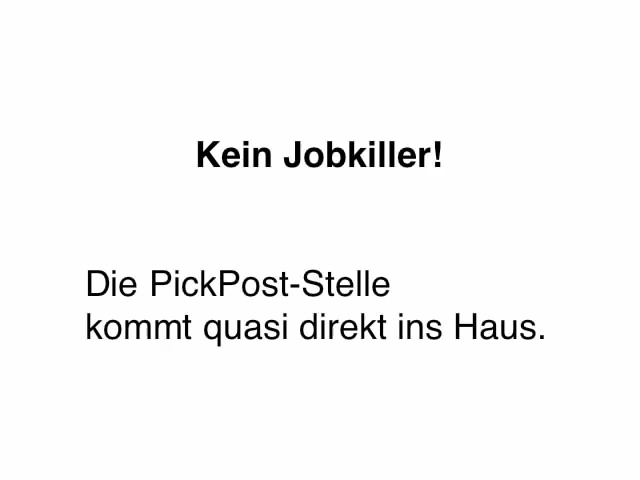 Kein Jobkiller!
Die PickPost-Stelle
kommt quasi direkt ins Haus.